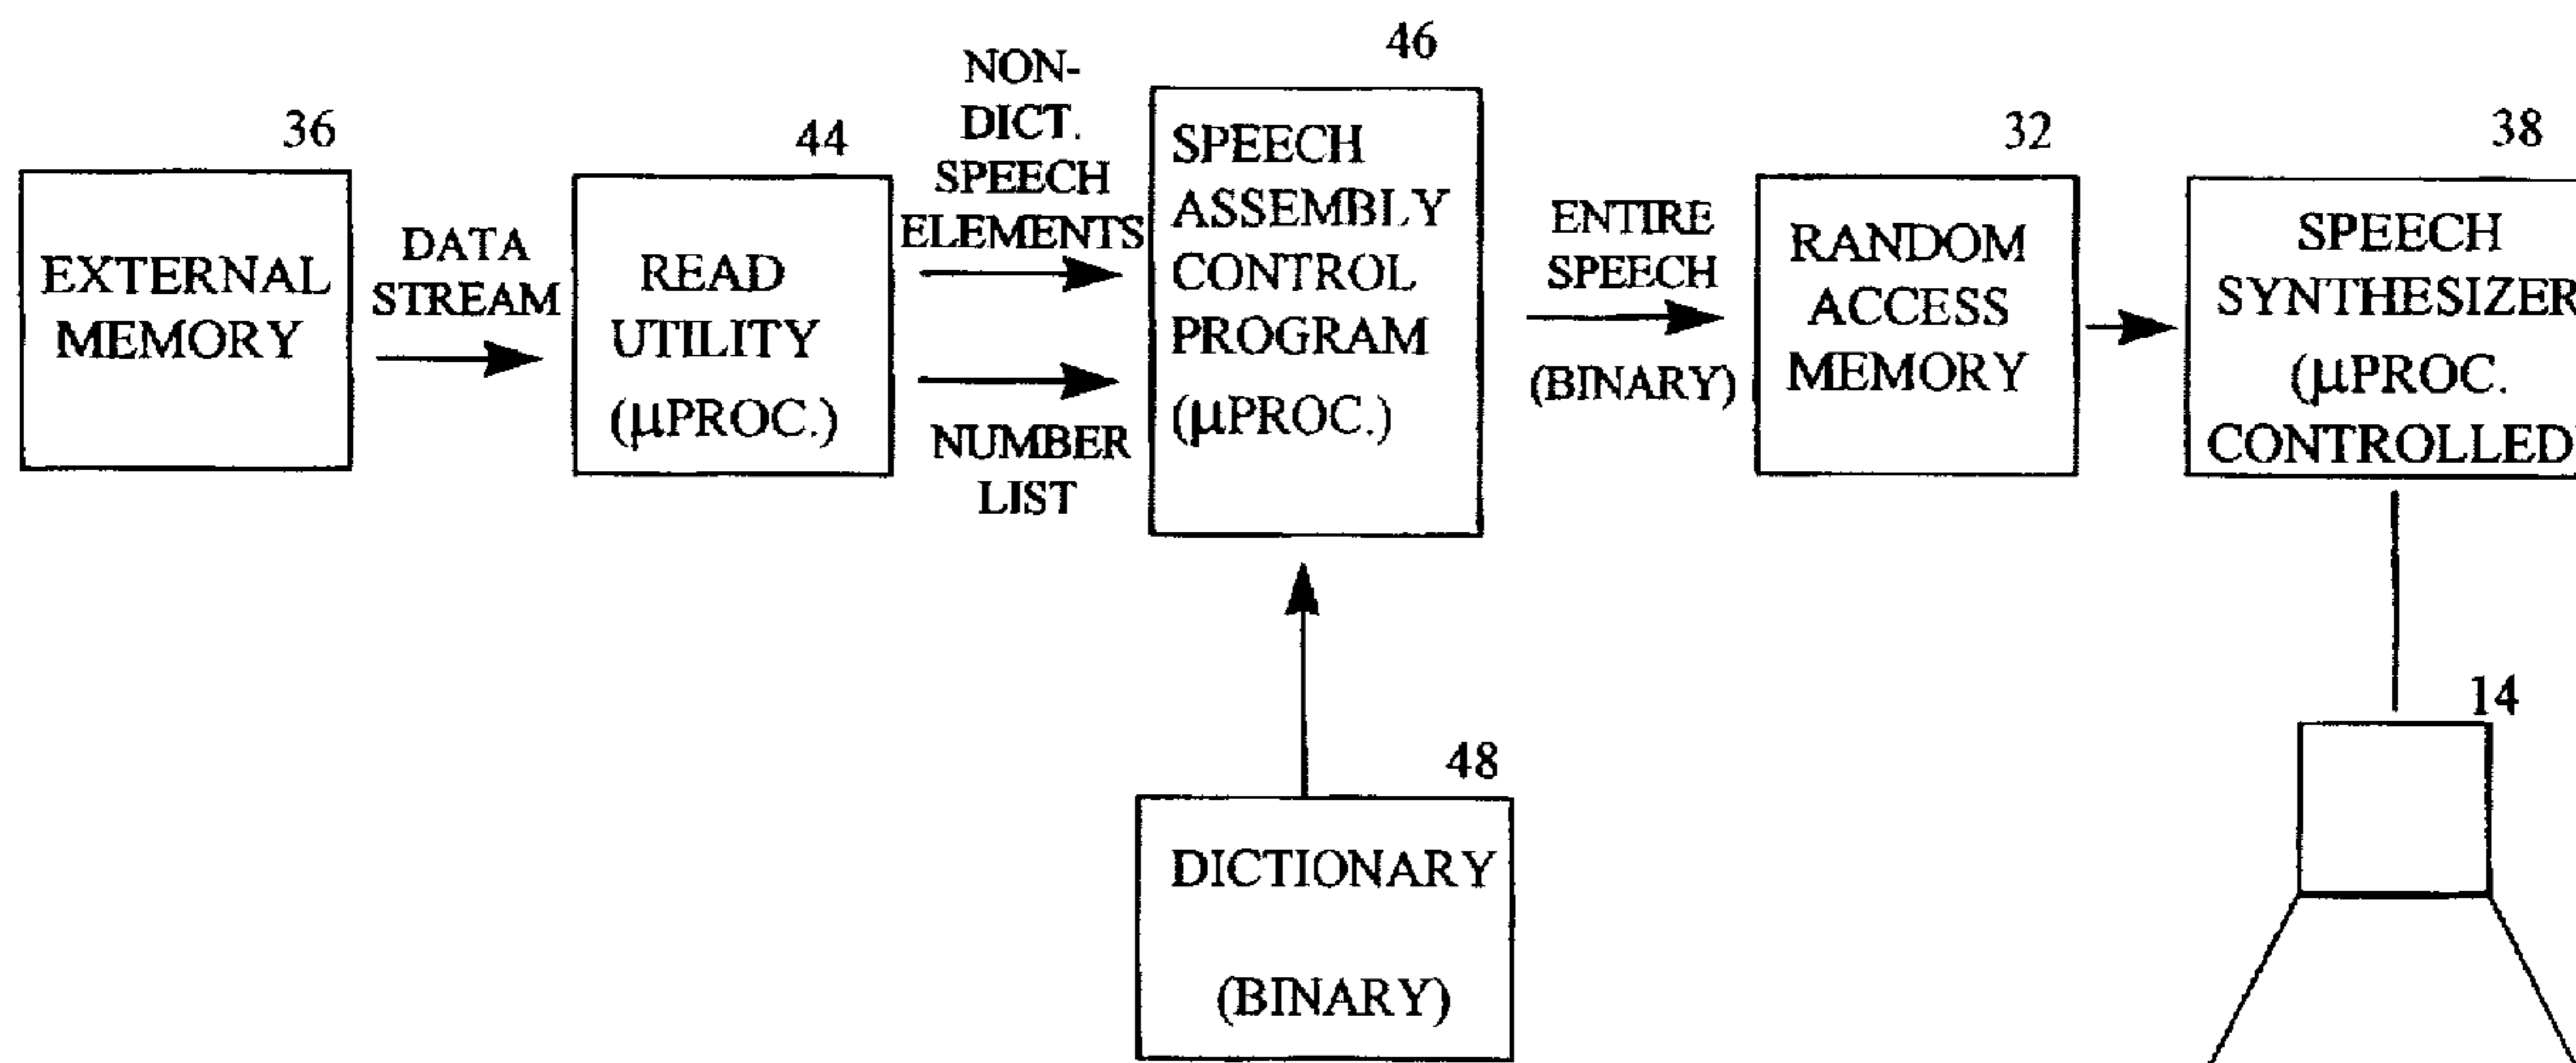 36
EXTERNAL
MEMORY
DATA
STREAM
44
READ
UTILITY
(µPROC.)
NON-
DICT.
SPEECH
ELEMENTS
NUMBER
LIST
46
SPEECH
ASSEMBLY
CONTROL
PROGRAM
(µPROC.)
ENTIRE
SPEECH
(BINARY)
32
RANDOM
ACCESS
MEMORY
38
SPEECH
SYNTHESIZER
(µPROC.
CONTROLLED
14
48
DICTIONARY
(BINARY)